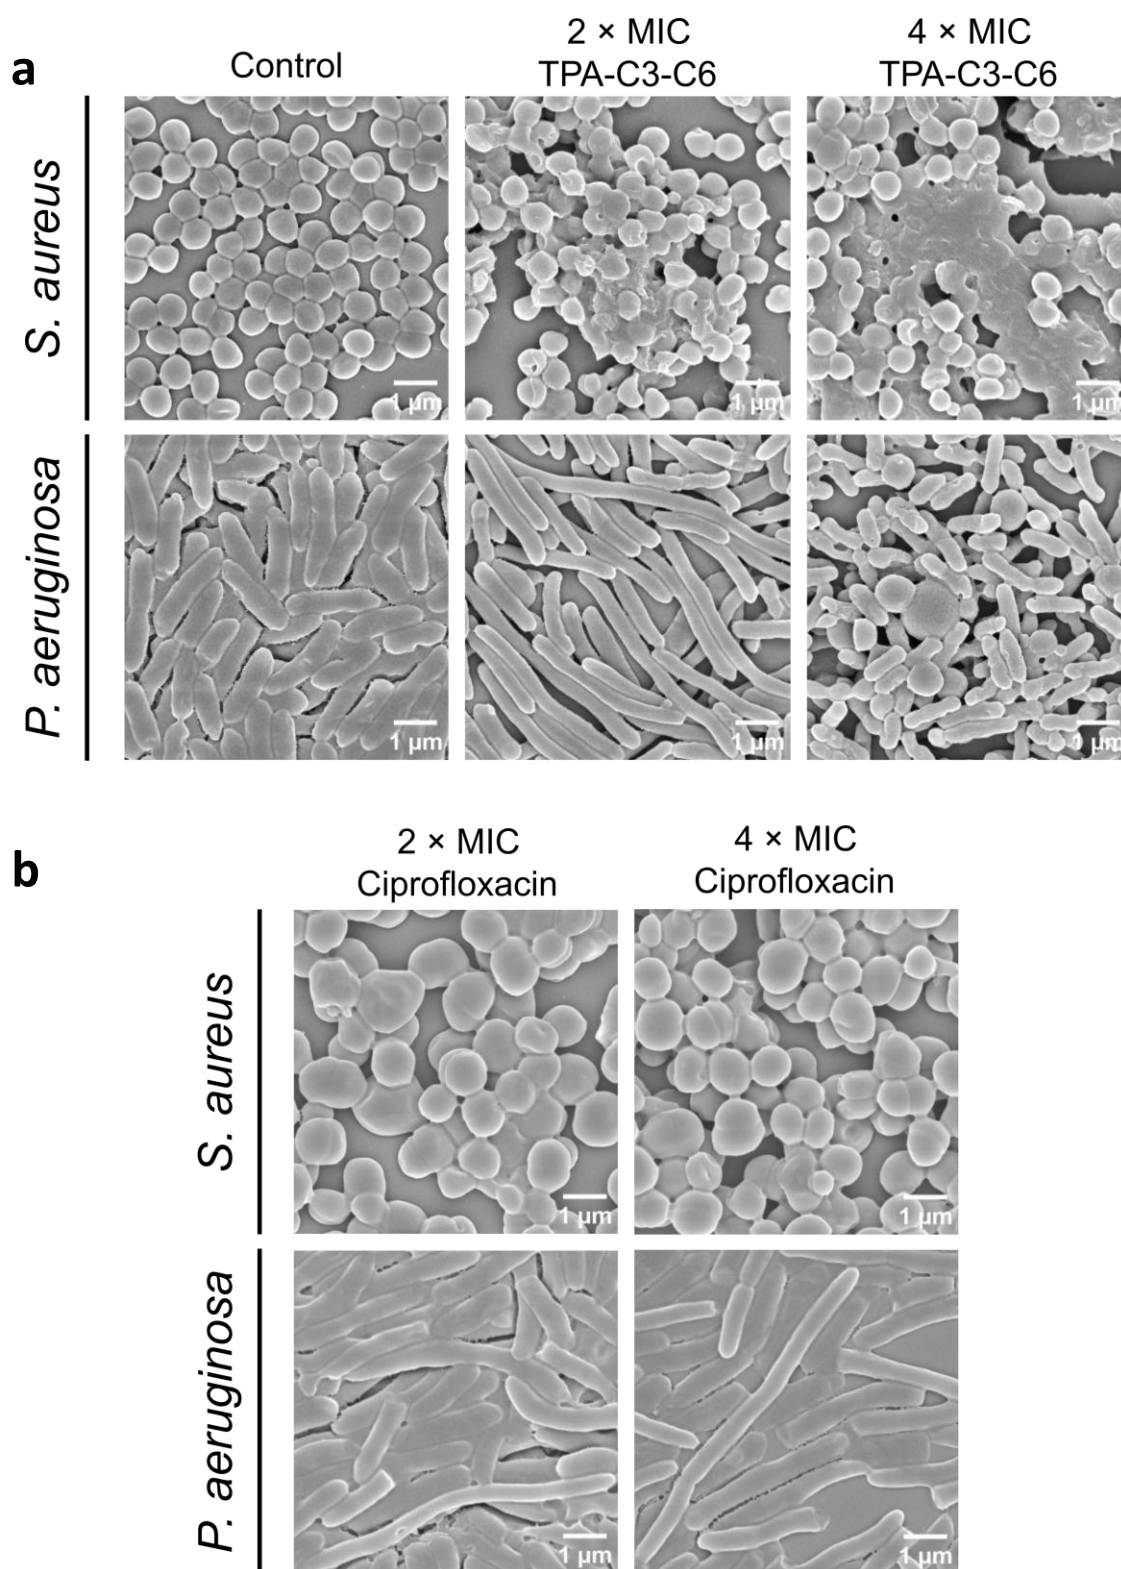 a
Control
2 × MIC
TPA-C3-C6
4 × MIC
TPA-C3-C6
S. aureus
1 μm
1 μm
1 μm
P. aeruginosa
1 μm
1 μm
1 μm
b
2 × MIC
Ciprofloxacin
4 × MIC
Ciprofloxacin
S. aureus
1 μm
1 μm
P. aeruginosa
1 μm
1 μm